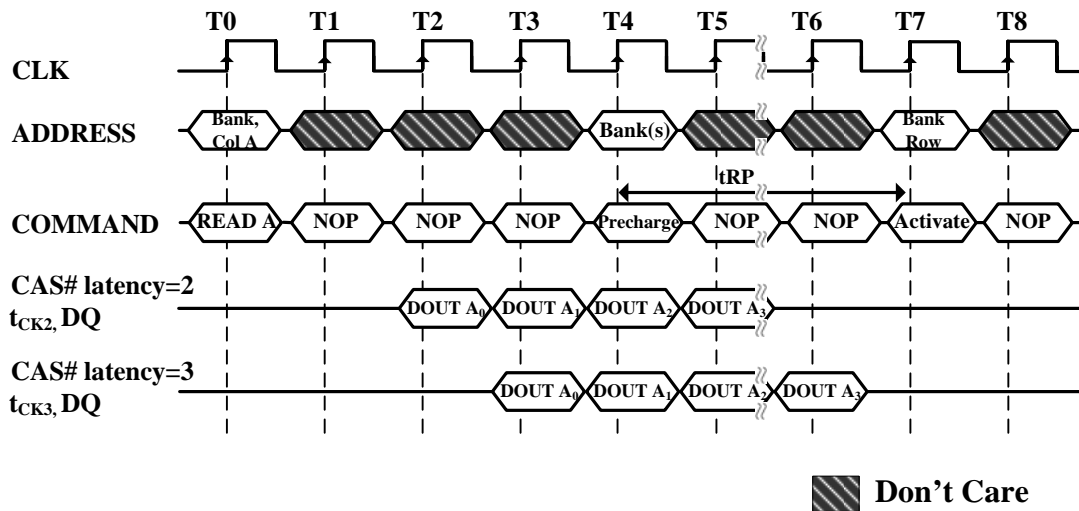 T0 T1 T2 T3 T4 T5 T6 T7 T8
CLK
ADDRESS
Bank,
Col A
Bank(s)
Bank
Row
tRP
COMMAND
READ A NOP NOP NOP Precharge NOP NOP Activate NOP
CAS# latency=2
tCK2, DQ
DOUT A0 DOUT A1 DOUT A2 DOUT A3
CAS# latency=3
tCK3, DQ
DOUT A0 DOUT A1 DOUT A2 DOUT A3
Don't Care